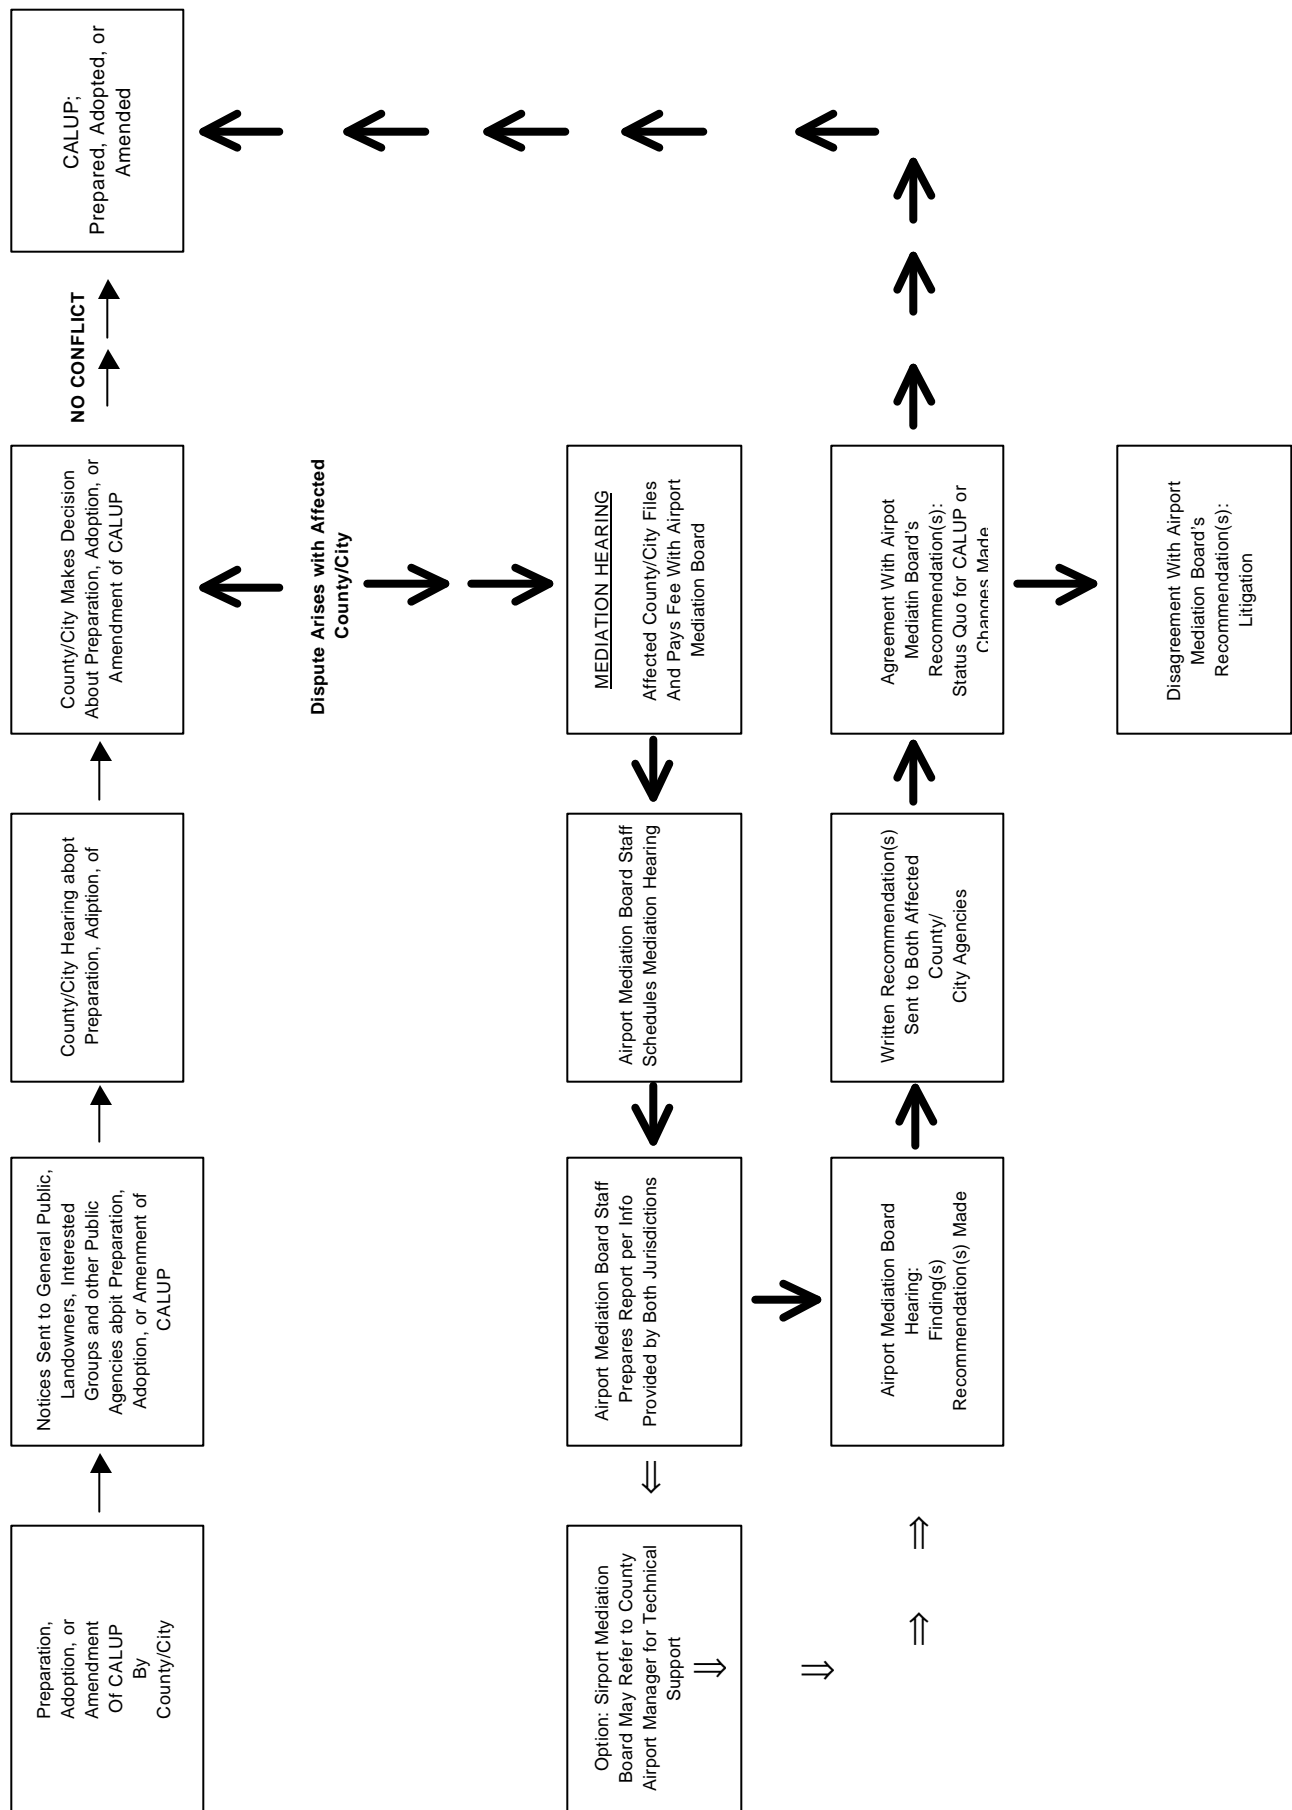 Preparation,
Adoption, or
Amendment
Of CALUP
By
County/City
Notices Sent to General Public,
Landowners, Interested
Groups and other Public
Agencies abpit Preparation,
Adoption, or Amenment of
CALUP
County/City Hearing abopt
Preparation, Adiption, of
County/City Makes Decision
About Preparation, Adoption, or
Amendment of CALUP
NO CONFLICT
CALUP;
Prepared, Adopted, or
Amended
Dispute Arises with Affected
County/City
MEDIATION HEARING
Affected County/City Files
And Pays Fee With Airport
Mediation Board
Airport Mediation Board Staff
Schedules Mediation Hearing
Airport Mediation Board Staff
Prepares Report per Info
Provided by Both Jurisdictions
Option: Sirport Mediation
Board May Refer to County
Airport Manager for Technical
Support
Airport Mediation Board
Hearing:
Finding(s)
Recommendation(s) Made
Written Recommendation(s)
Sent to Both Affected
County/
City Agencies
Agreement With Airpot
Mediatin Board's
Recommendation(s):
Status Quo for CALUP or
Changes Made
Disagreement With Airport
Mediation Board's
Recommendation(s):
Litigation